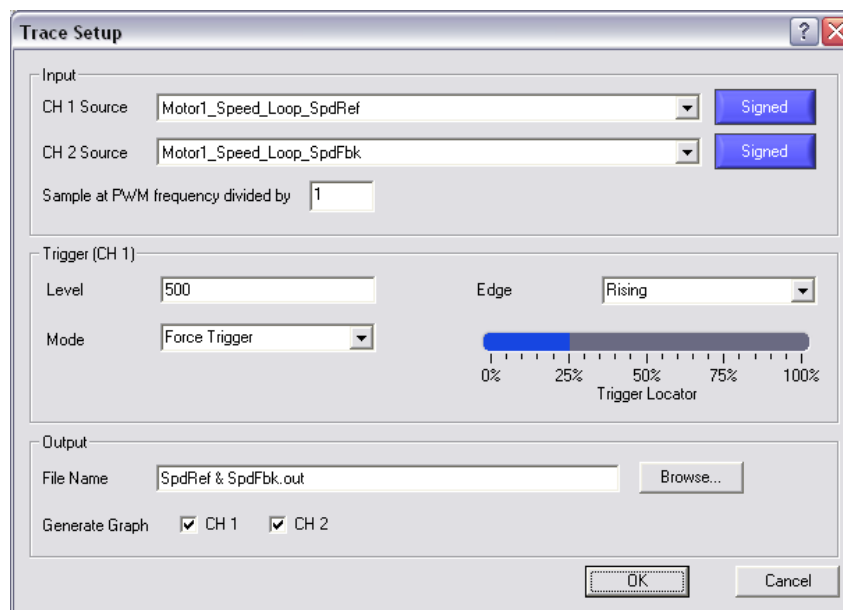 Trace Setup
Input
CH 1 Source Motor1_Speed_Loop_SpdRef Signed
CH 2 Source Motor1_Speed_Loop_SpdFbk Signed
Sample at PWM frequency divided by 1
Trigger (CH 1)
Level 500 Edge Rising
Mode Force Trigger
0% 25% 50% 75% 100%
Trigger Locator
Output
File Name SpdRef & SpdFbk.out Browse...
Generate Graph CH 1 CH 2
OK Cancel